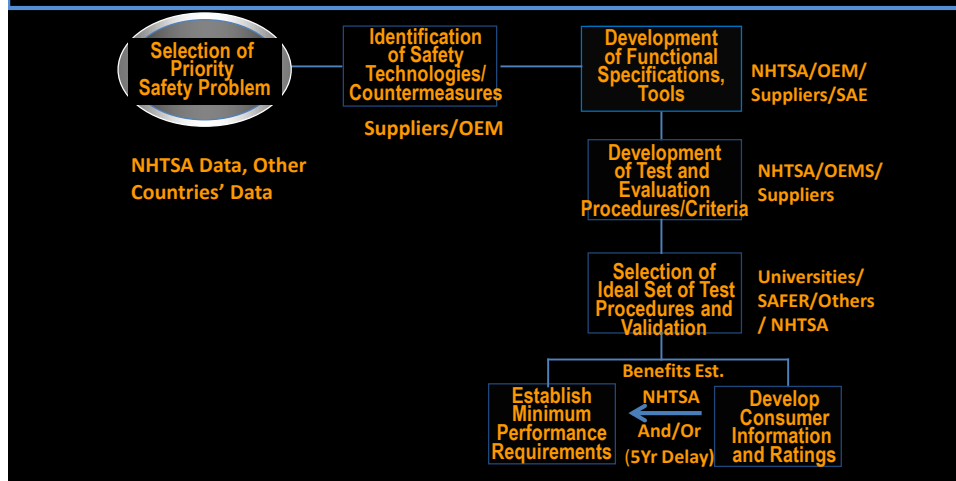 Selection of
Priority
Safety Problem
NHTSA Data, Other
Countries' Data
Identification
of Safety
Technologies/
Countermeasures
Suppliers/OEM
Development
of Functional
Specifications,
Tools
NHTSA/OEM/
Suppliers/SAE
Development
of Test and
Evaluation
Procedures/Criteria
NHTSA/OEMS/
Suppliers
Selection of
Ideal Set of Test
Procedures and
Validation
Universities/
SAFER/Others
/ NHTSA
Benefits Est.
Establish
Minimum
Performance
Requirements
NHTSA
And/Or
(5Yr Delay)
Develop
Consumer
Information
and Ratings